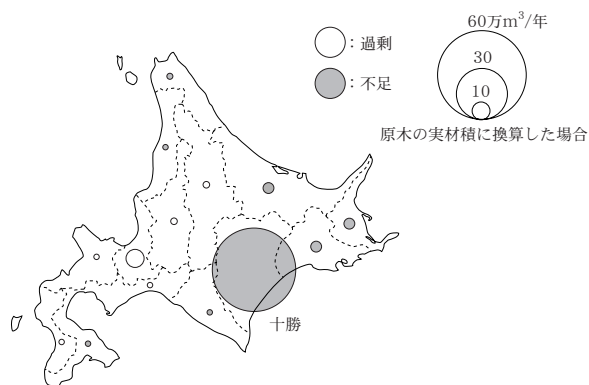 ○：過剰
●：不足
60万m³/年
30
10
原木の実材積に換算した場合
十勝